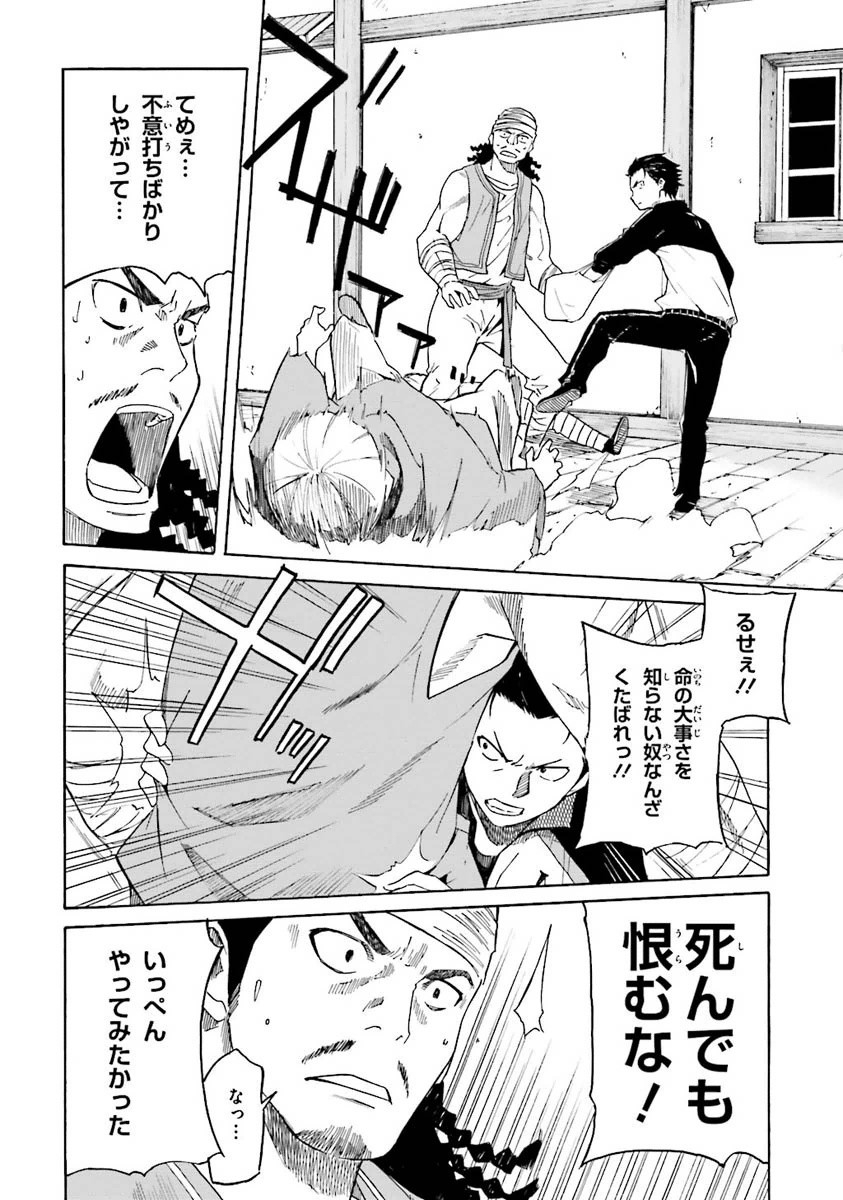 ズザザァァ
てめぇ…
不意打ちばかり
しやがって…
るせぇ!!
命の大事さを
知らない奴なんざ
くたばれっ!!
ガシッ
死んでも
恨むな！
なっ…
いっぺん
やってみたかった